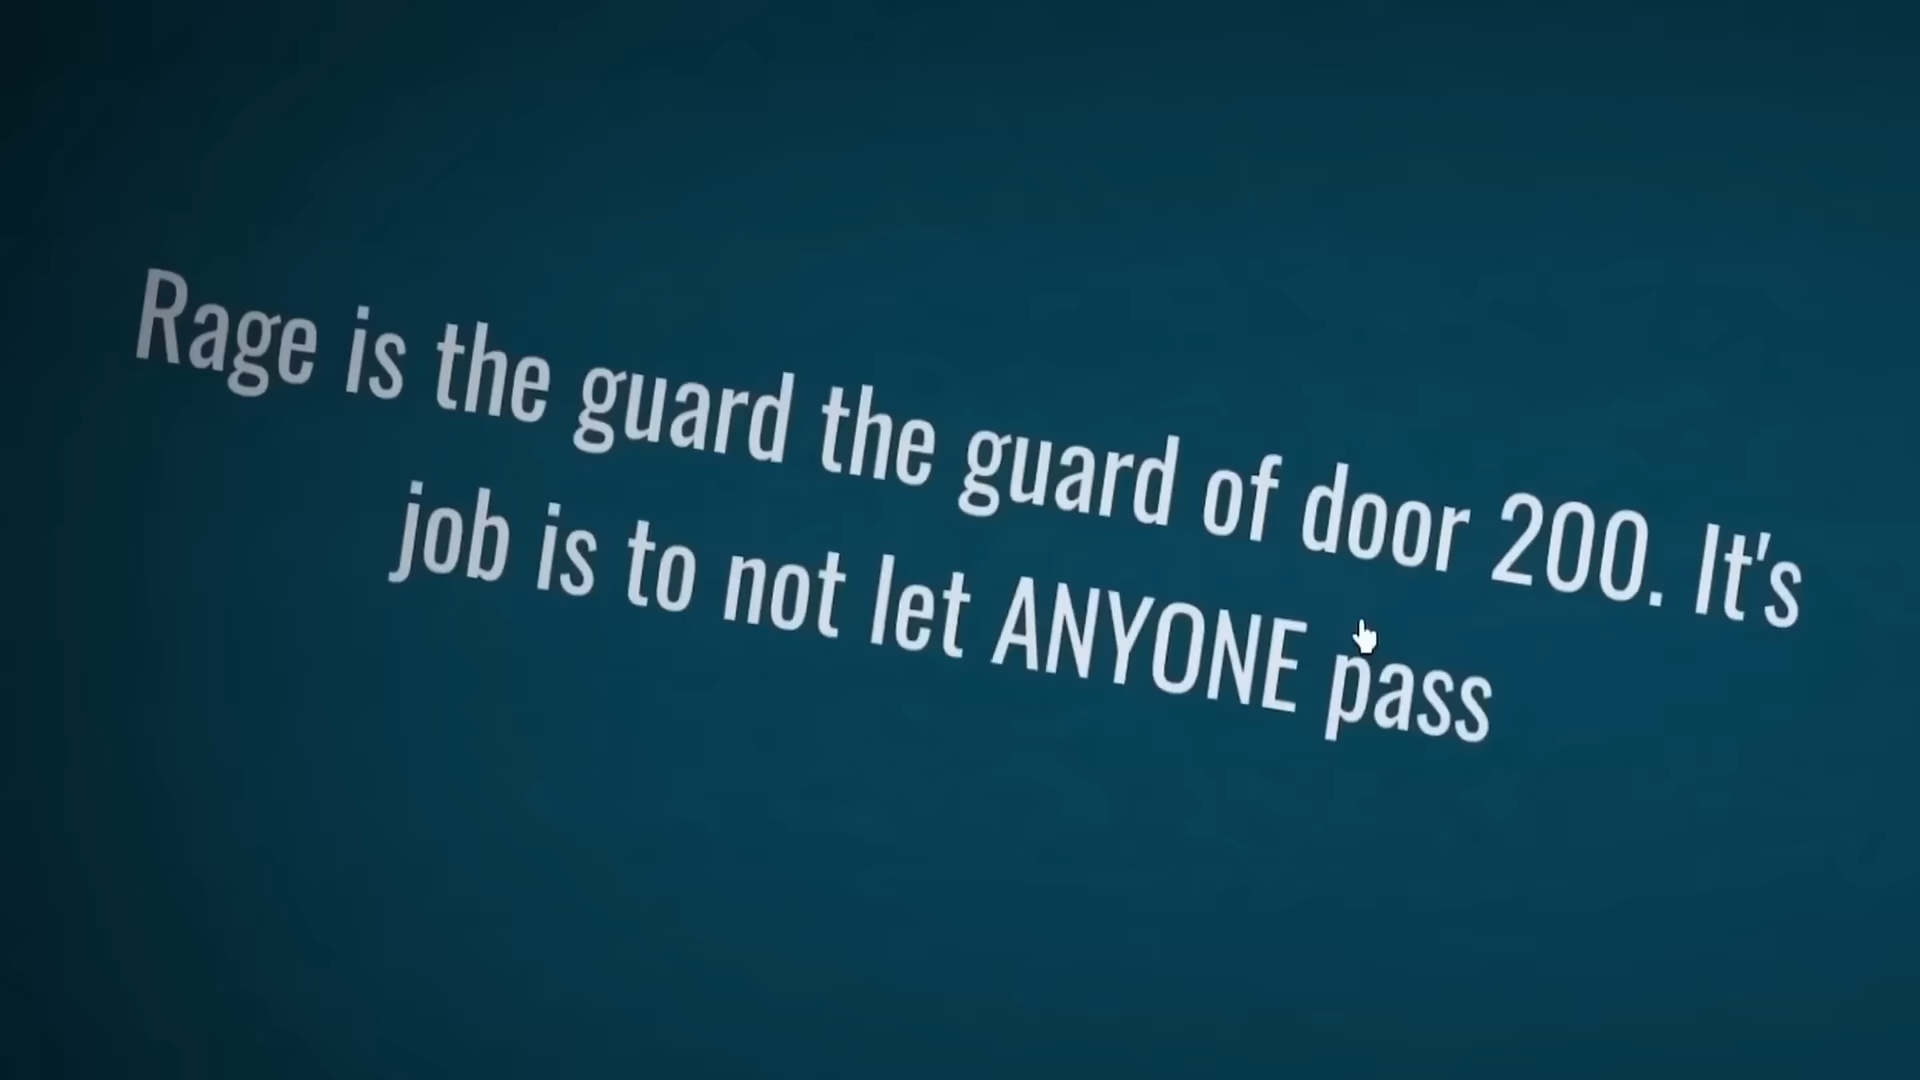 Rage is the guard the guard of door 200. It's
job is to not let ANYONE pass